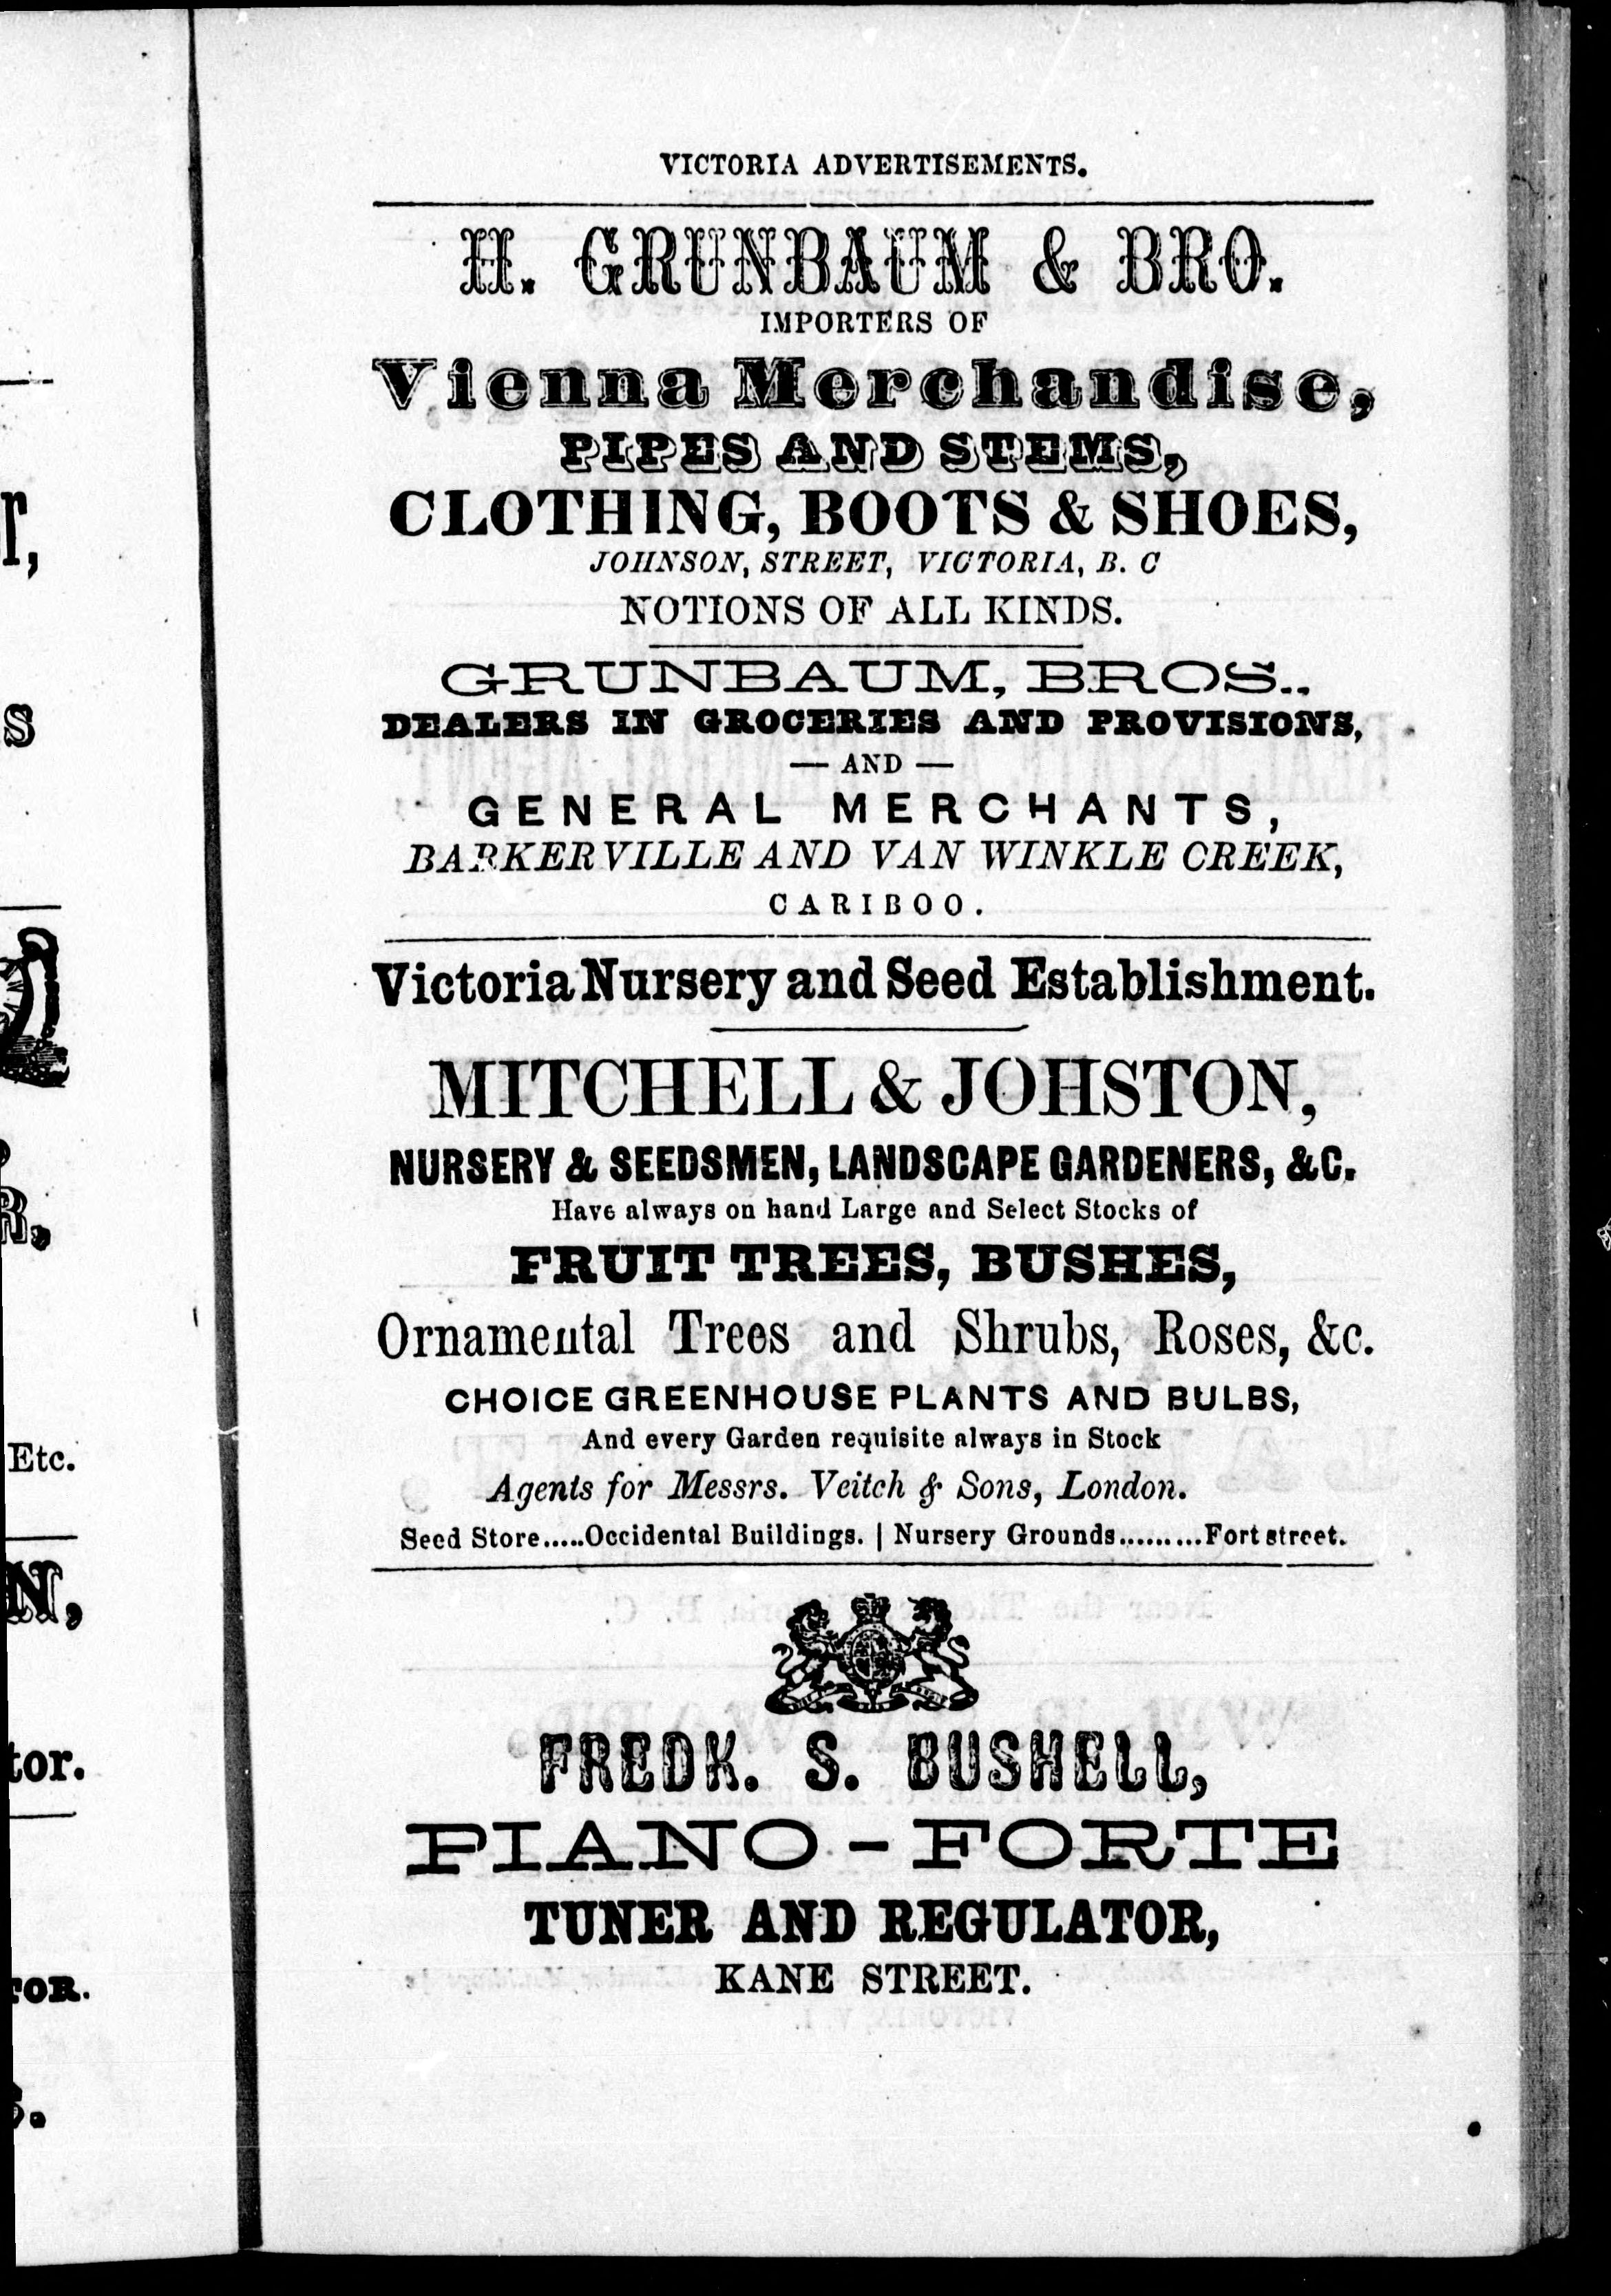 VICTORIA ADVERTISEMENTS.
H. GRUNBAUM & BRO.
IMPORTERS OF
Vienna Merchandise,
PIPES AND STEMS,
CLOTHING, BOOTS & SHOES,
JOHNSON, STREET, VICTORIA, B. C
NOTIONS OF ALL KINDS.
GRUNBAUM, BROS.,
DEALERS IN GROCERIES AND PROVISIONS,
— AND —
GENERAL MERCHANTS,
BARKERVILLE AND VAN WINKLE CREEK,
CARIBOO.
Victoria Nursery and Seed Establishment.
MITCHELL & JOHSTON,
NURSERY & SEEDSMEN, LANDSCAPE GARDENERS, &C.
Have always on hand Large and Select Stocks of
FRUIT TREES, BUSHES,
Ornamental Trees and Shrubs, Roses, &c.
CHOICE GREENHOUSE PLANTS AND BULBS,
And every Garden requisite always in Stock
Agents for Messrs. Veitch & Sons, London.
Seed Store.....Occidental Buildings. | Nursery Grounds.........Fort street.
FREDK. S. BUSHELL,
PIANO-FORTE
TUNER AND REGULATOR,
KANE STREET.
Etc.